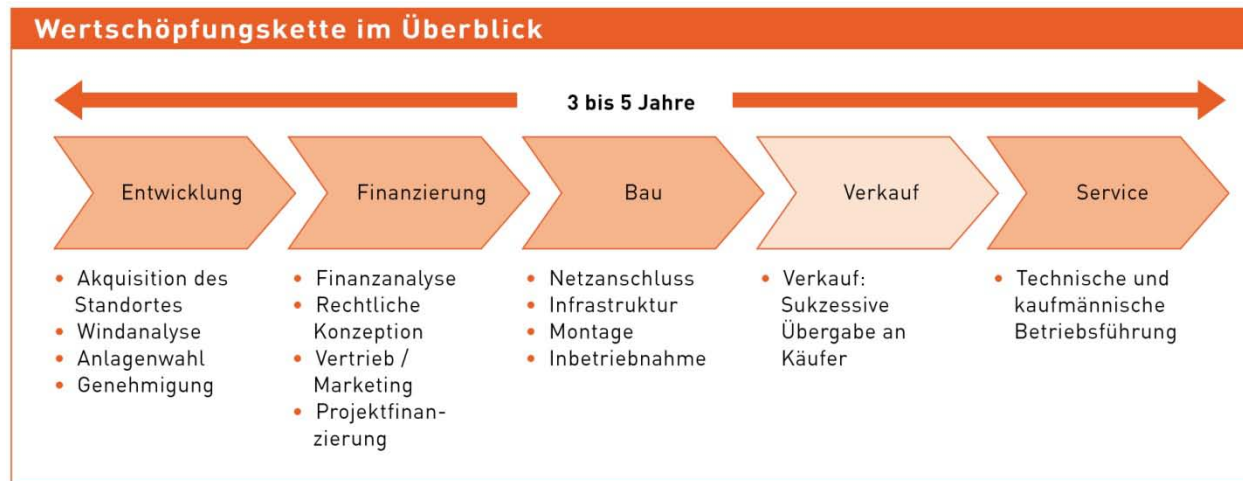 Wertschöpfungskette im Überblick
3 bis 5 Jahre
Entwicklung
Finanzierung
Bau
Verkauf
Service
• Akquisition des
Standortes
• Windanalyse
• Anlagenwahl
• Genehmigung
• Finanzanalyse
• Rechtliche
Konzeption
• Vertrieb /
Marketing
• Projektfinan-
zierung
• Netzanschluss
• Infrastruktur
• Montage
• Inbetriebnahme
• Verkauf:
Sukzessive
Übergabe an
Käufer
• Technische und
kaufmännische
Betriebsführung